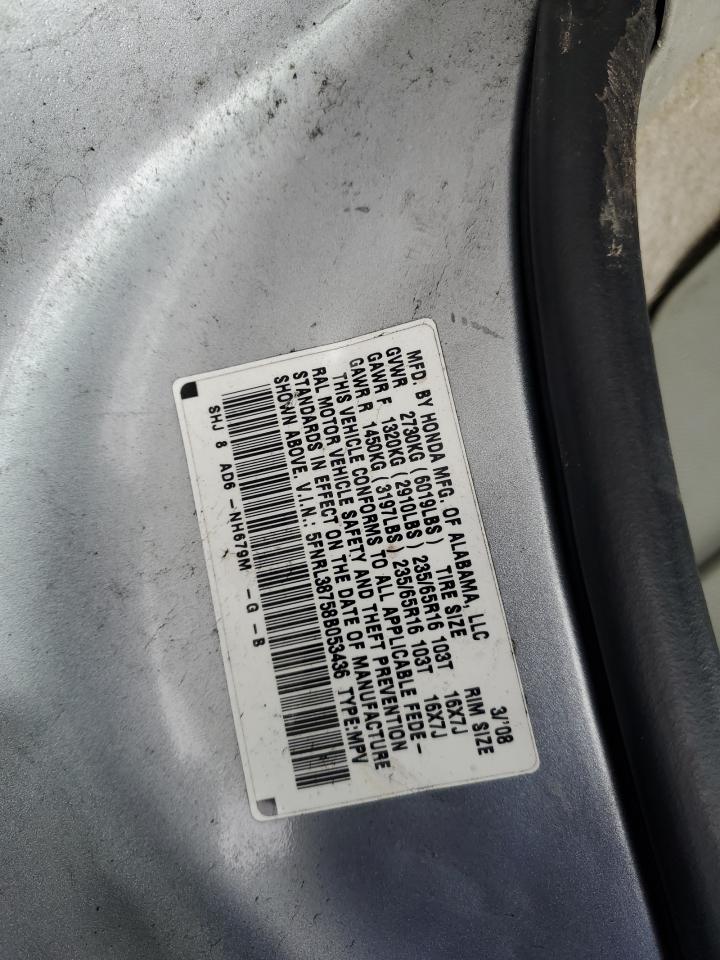 MFD. BY HONDA MFG. OF ALABAMA, LLC 3/'08
GVWR 2730KG (6019LBS) TIRE SIZE RIM SIZE
GAWR F 1320KG (2910LBS) 235/65R16 103T 16X7J
GAWR R 1450KG (3197LBS) 235/65R16 103T 16X7J
THIS VEHICLE CONFORMS TO ALL APPLICABLE FEDE-
RAL MOTOR VEHICLE SAFETY AND THEFT PREVENTION
STANDARDS IN EFFECT ON THE DATE OF MANUFACTURE
SHOWN ABOVE. V.I.N.: 5FNRL38758B053436 TYPE:MPV
SHJ 8 AD6 -NH679M -G-B